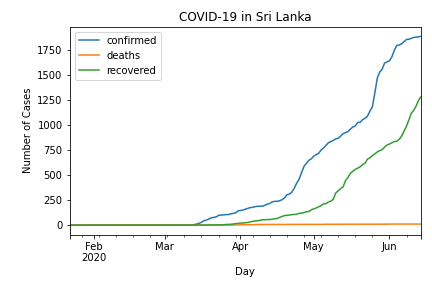 COVID-19 in Sri Lanka
confirmed
deaths
recovered
Number of Cases
1750
1500
1250
1000
750
500
250
0
Feb Mar Apr May Jun
2020
Day